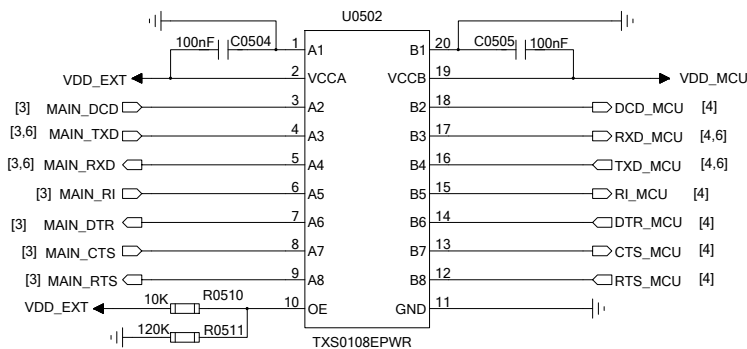 U0502
100nF C0504 1 A1 B1 20 C0505 100nF
VDD_EXT 2 VCCA VCCB 19 VDD_MCU
[3] MAIN_DCD 3 A2 B2 18 DCD_MCU [4]
[3,6] MAIN_TXD 4 A3 B3 17 RXD_MCU [4,6]
[3,6] MAIN_RXD 5 A4 B4 16 TXD_MCU [4,6]
[3] MAIN_RI 6 A5 B5 15 RI_MCU [4]
[3] MAIN_DTR 7 A6 B6 14 DTR_MCU [4]
[3] MAIN_CTS 8 A7 B7 13 CTS_MCU [4]
[3] MAIN_RTS 9 A8 B8 12 RTS_MCU [4]
VDD_EXT 10K R0510 10 OE GND 11
120K R0511
TXS0108EPWR